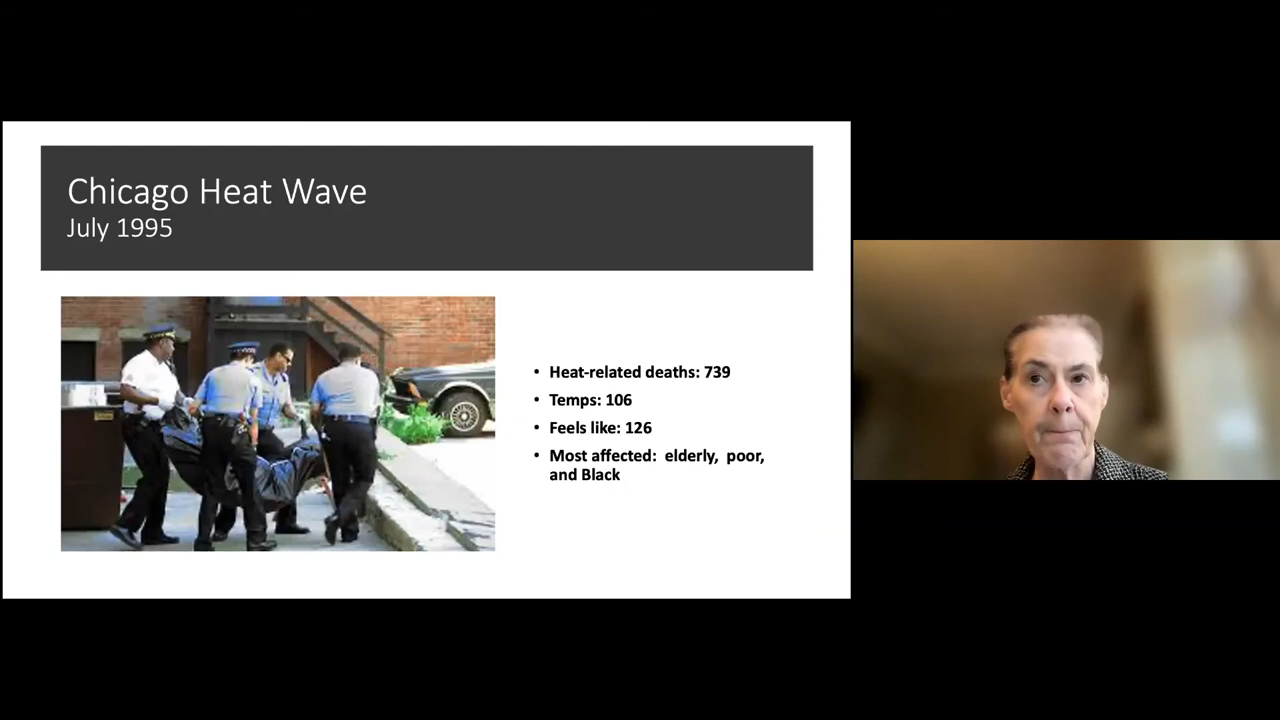 Chicago Heat Wave
July 1995
• Heat-related deaths: 739
• Temps: 106
• Feels like: 126
• Most affected:  elderly,  poor,
and Black